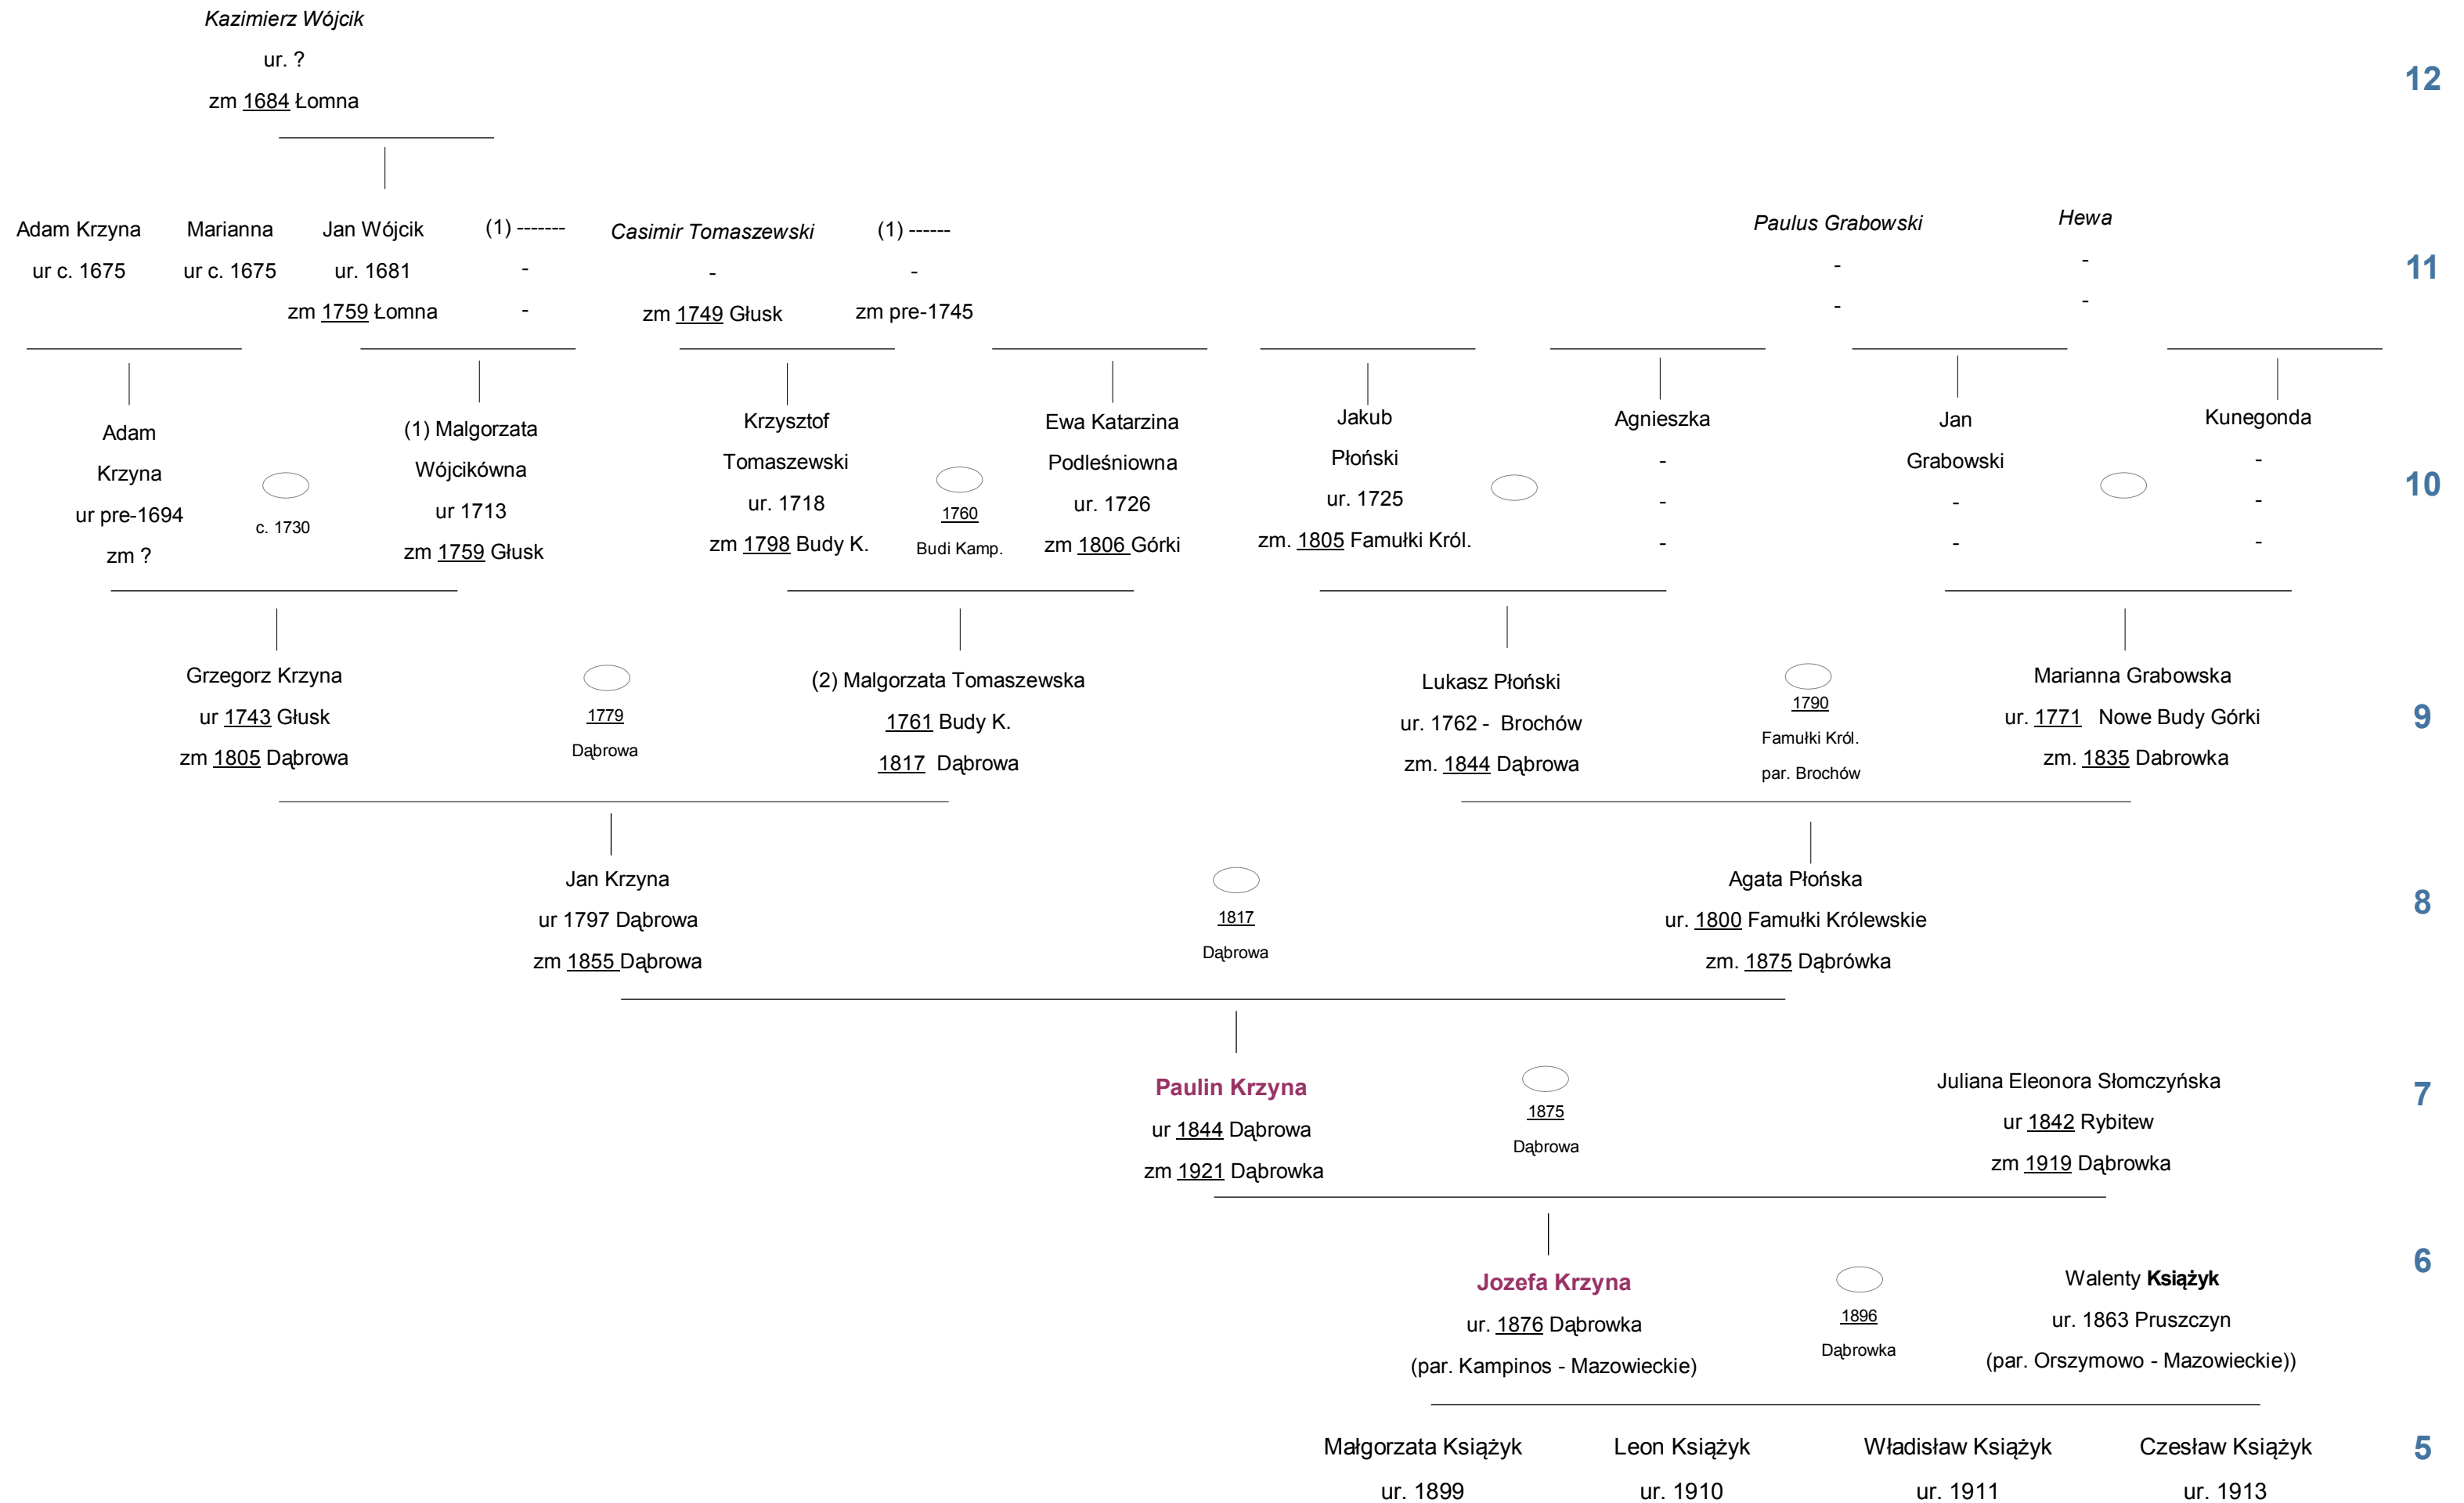 Kazimierz Wójcik
ur. ?
zm 1684 Łomna
12
Adam Krzyna
ur c. 1675
Marianna
ur c. 1675
Jan Wójcik
ur. 1681
zm 1759 Łomna
(1) -------
-
-
Casimir Tomaszewski
-
zm 1749 Głusk
(1) ------
-
zm pre-1745
Paulus Grabowski
-
-
Hewa
-
-
11
Adam
Krzyna
ur pre-1694
zm ?
c. 1730
(1) Malgorzata
Wójcikówna
ur 1713
zm 1759 Głusk
Krzysztof
Tomaszewski
ur. 1718
zm 1798 Budy K.
1760
Budi Kamp.
Ewa Katarzina
Podleśniowna
ur. 1726
zm 1806 Górki
Jakub
Płoński
ur. 1725
zm. 1805 Famułki Król.
Agnieszka
-
-
-
Jan
Grabowski
-
-
Kunegonda
-
-
-
10
Grzegorz Krzyna
ur 1743 Głusk
zm 1805 Dąbrowa
1779
Dąbrowa
(2) Malgorzata Tomaszewska
1761 Budy K.
1817 Dąbrowa
Lukasz Płoński
ur. 1762 - Brochów
zm. 1844 Dąbrowa
1790
Famułki Król.
par. Brochów
Marianna Grabowska
ur. 1771 Nowe Budy Górki
zm. 1835 Dabrowka
9
Jan Krzyna
ur 1797 Dąbrowa
zm 1855 Dąbrowa
1817
Dąbrowa
Agata Płońska
ur. 1800 Famułki Królewskie
zm. 1875 Dąbrówka
8
Paulin Krzyna
ur 1844 Dąbrowa
zm 1921 Dąbrowka
1875
Dąbrowa
Juliana Eleonora Słomczyńska
ur 1842 Rybitew
zm 1919 Dąbrowka
7
Jozefa Krzyna
ur. 1876 Dąbrowka
(par. Kampinos - Mazowieckie)
1896
Dąbrowka
Walenty Książyk
ur. 1863 Pruszczyn
(par. Orszymowo - Mazowieckie))
6
Małgorzata Książyk
ur. 1899
Leon Książyk
ur. 1910
Władisław Książyk
ur. 1911
Czesław Książyk
ur. 1913
5